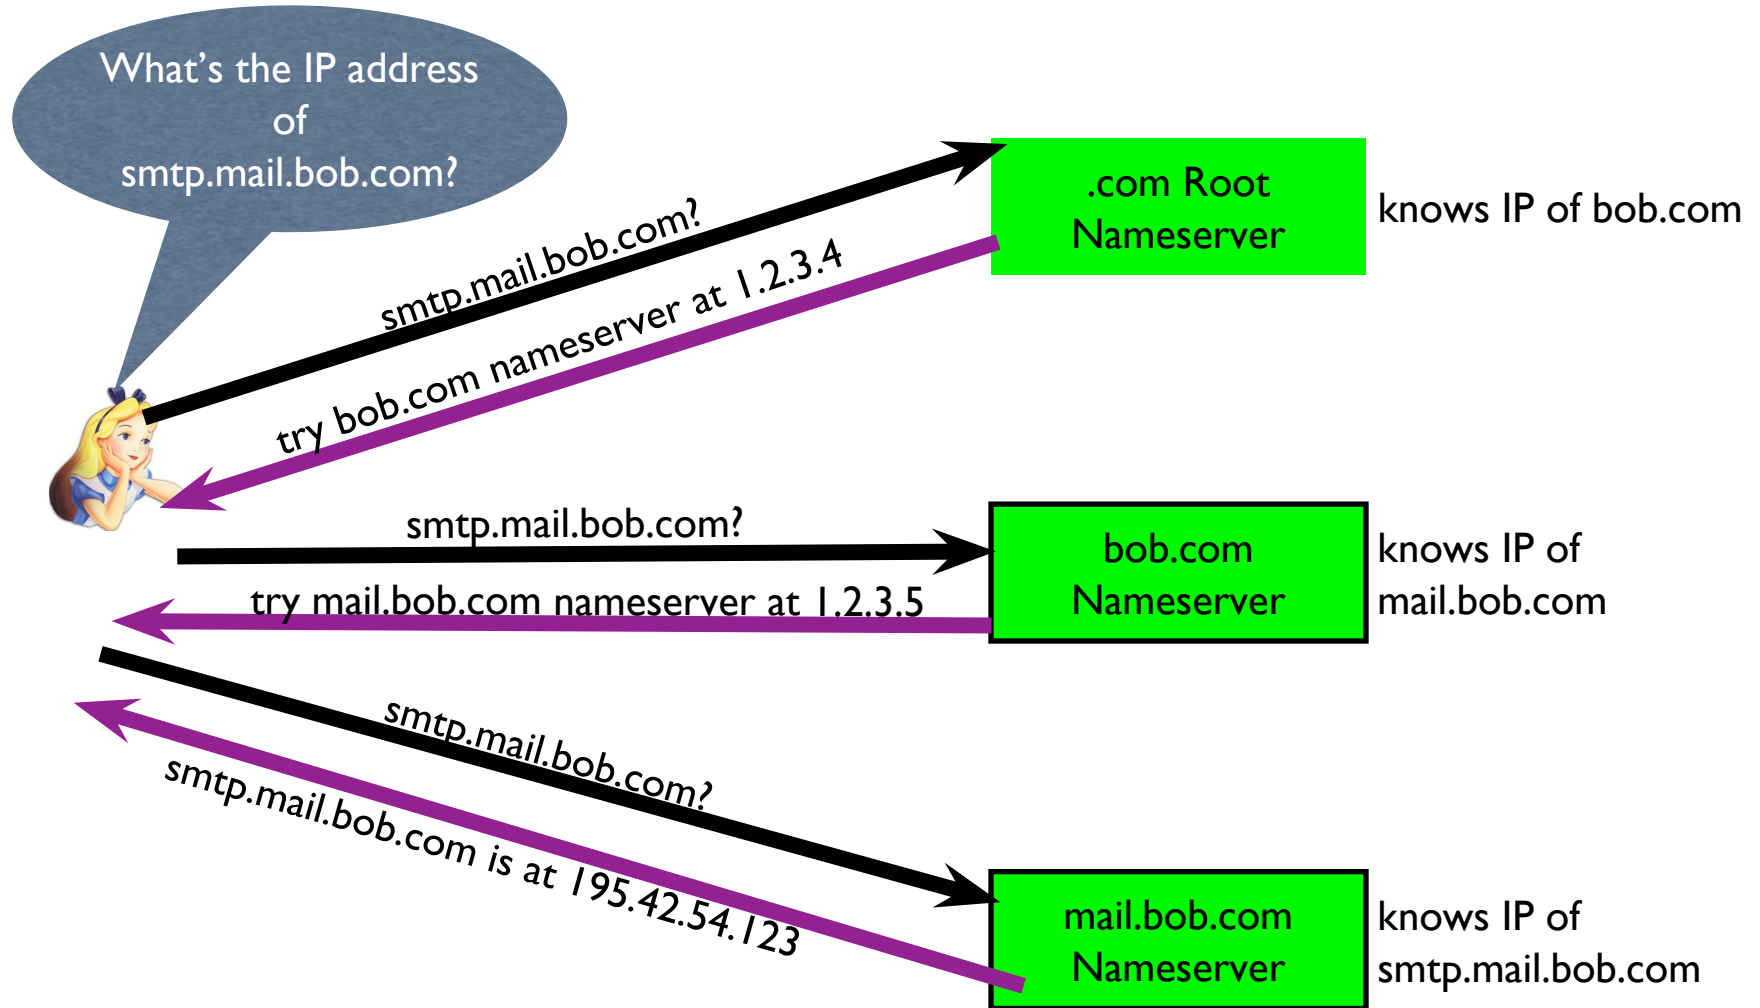 What’s the IP address
of
smtp.mail.bob.com?
smtp.mail.bob.com?
.com Root
Nameserver
knows IP of bob.com
try bob.com nameserver at 1.2.3.4
smtp.mail.bob.com?
bob.com
Nameserver
knows IP of
mail.bob.com
try mail.bob.com nameserver at 1.2.3.5
smtp.mail.bob.com?
smtp.mail.bob.com is at 195.42.54.123
mail.bob.com
Nameserver
knows IP of
smtp.mail.bob.com